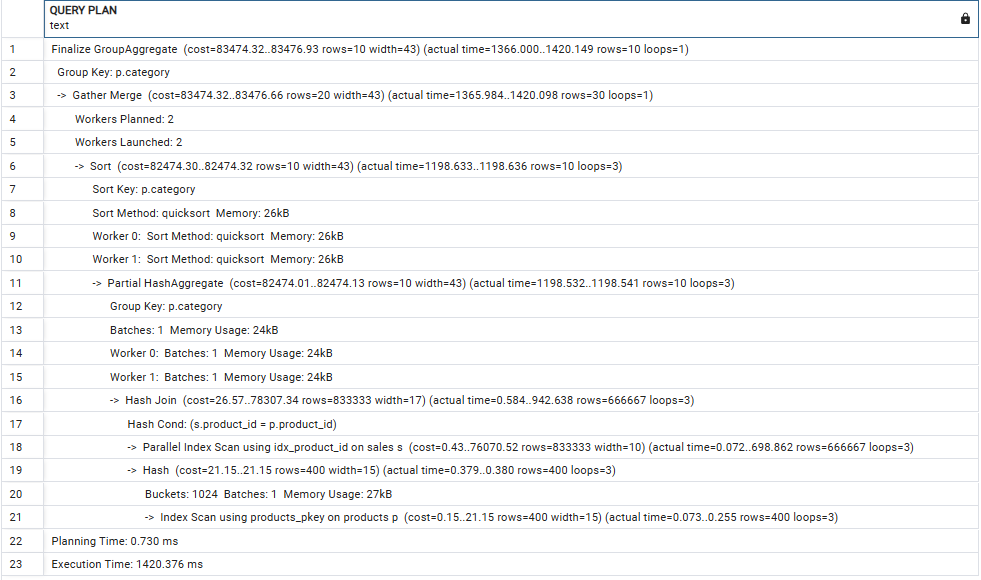 QUERY PLAN
text
1 Finalize GroupAggregate (cost=83474.32..83476.93 rows=10 width=43) (actual time=1366.000..1420.149 rows=10 loops=1)
2 Group Key: p.category
3 -> Gather Merge (cost=83474.32..83476.66 rows=20 width=43) (actual time=1365.984..1420.098 rows=30 loops=1)
4 Workers Planned: 2
5 Workers Launched: 2
6 -> Sort (cost=82474.30..82474.32 rows=10 width=43) (actual time=1198.633..1198.636 rows=10 loops=3)
7 Sort Key: p.category
8 Sort Method: quicksort Memory: 26kB
9 Worker 0: Sort Method: quicksort Memory: 26kB
10 Worker 1: Sort Method: quicksort Memory: 26kB
11 -> Partial HashAggregate (cost=82474.01..82474.13 rows=10 width=43) (actual time=1198.532..1198.541 rows=10 loops=3)
12 Group Key: p.category
13 Batches: 1 Memory Usage: 24kB
14 Worker 0: Batches: 1 Memory Usage: 24kB
15 Worker 1: Batches: 1 Memory Usage: 24kB
16 -> Hash Join (cost=26.57..78307.34 rows=833333 width=17) (actual time=0.584..942.638 rows=666667 loops=3)
17 Hash Cond: (s.product_id = p.product_id)
18 -> Parallel Index Scan using idx_product_id on sales s (cost=0.43..76070.52 rows=833333 width=10) (actual time=0.072..698.862 rows=666667 loops=3)
19 -> Hash (cost=21.15..21.15 rows=400 width=15) (actual time=0.379..0.380 rows=400 loops=3)
20 Buckets: 1024 Batches: 1 Memory Usage: 27kB
21 -> Index Scan using products_pkey on products p (cost=0.15..21.15 rows=400 width=15) (actual time=0.073..0.255 rows=400 loops=3)
22 Planning Time: 0.730 ms
23 Execution Time: 1420.376 ms